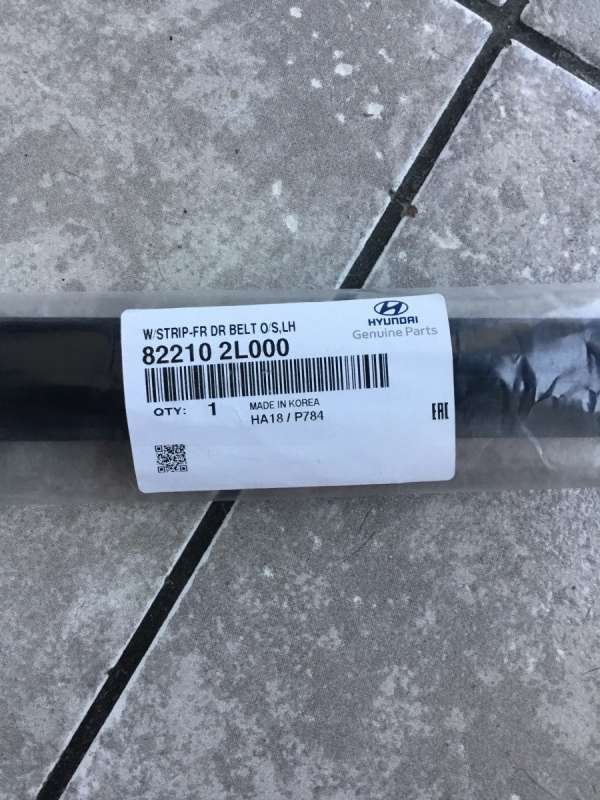 W/STRIP-FR DR BELT O/S,LH
HYUNDAI
Genuine Parts
82210 2L000
QTY: 1
MADE IN KOREA
HA18 / P784
EAC